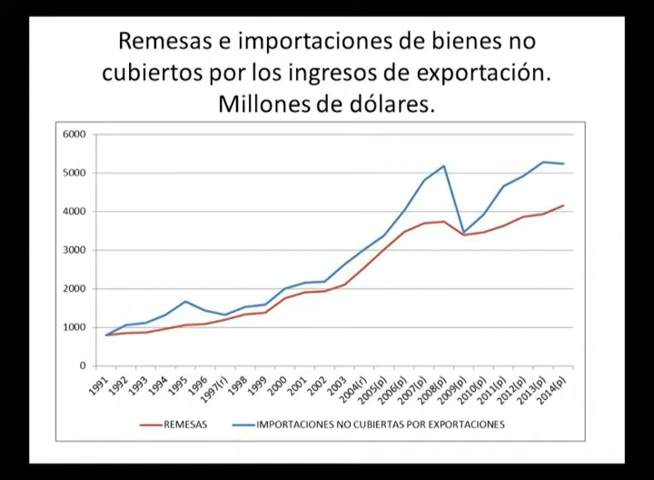 Remesas e importaciones de bienes no
cubiertos por los ingresos de exportación.
Millones de dólares.
6000
5000
4000
3000
2000
1000
0
1991
1992
1993
1994
1995
1996
1997(r)
1998
1999
2000
2001
2002
2003
2004(r)
2005(p)
2006(p)
2007(p)
2008(p)
2009(p)
2010(p)
2011(p)
2012(p)
2013(p)
2014(p)
REMESAS
IMPORTACIONES NO CUBIERTAS POR EXPORTACIONES